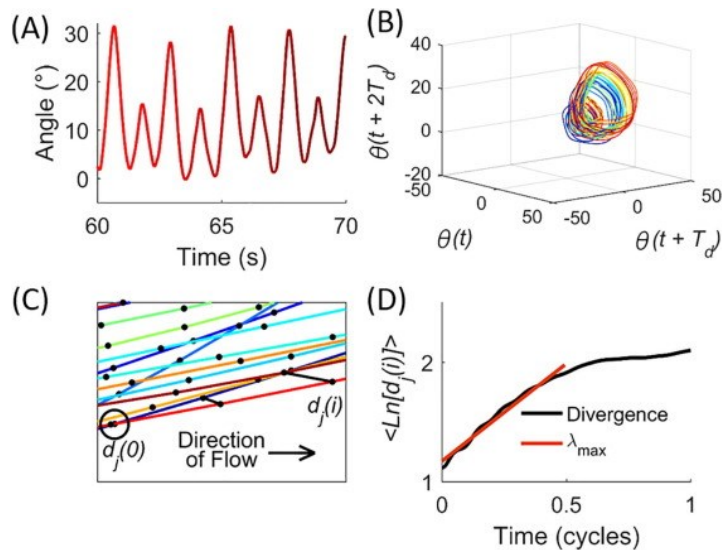 (A)
30
20
10
0
Angle (°)
60
65
70
Time (s)
(B)
40
20
0
-20
-50
0
50
-50
0
50
θ(t + 2T_d)
θ(t)
θ(t + T_d)
(C)
d_j(0)
d_j(i)
Direction
of Flow
(D)
2
1
<Ln[d_j(i)]>
Divergence
λ_max
0
0.5
1
Time (cycles)